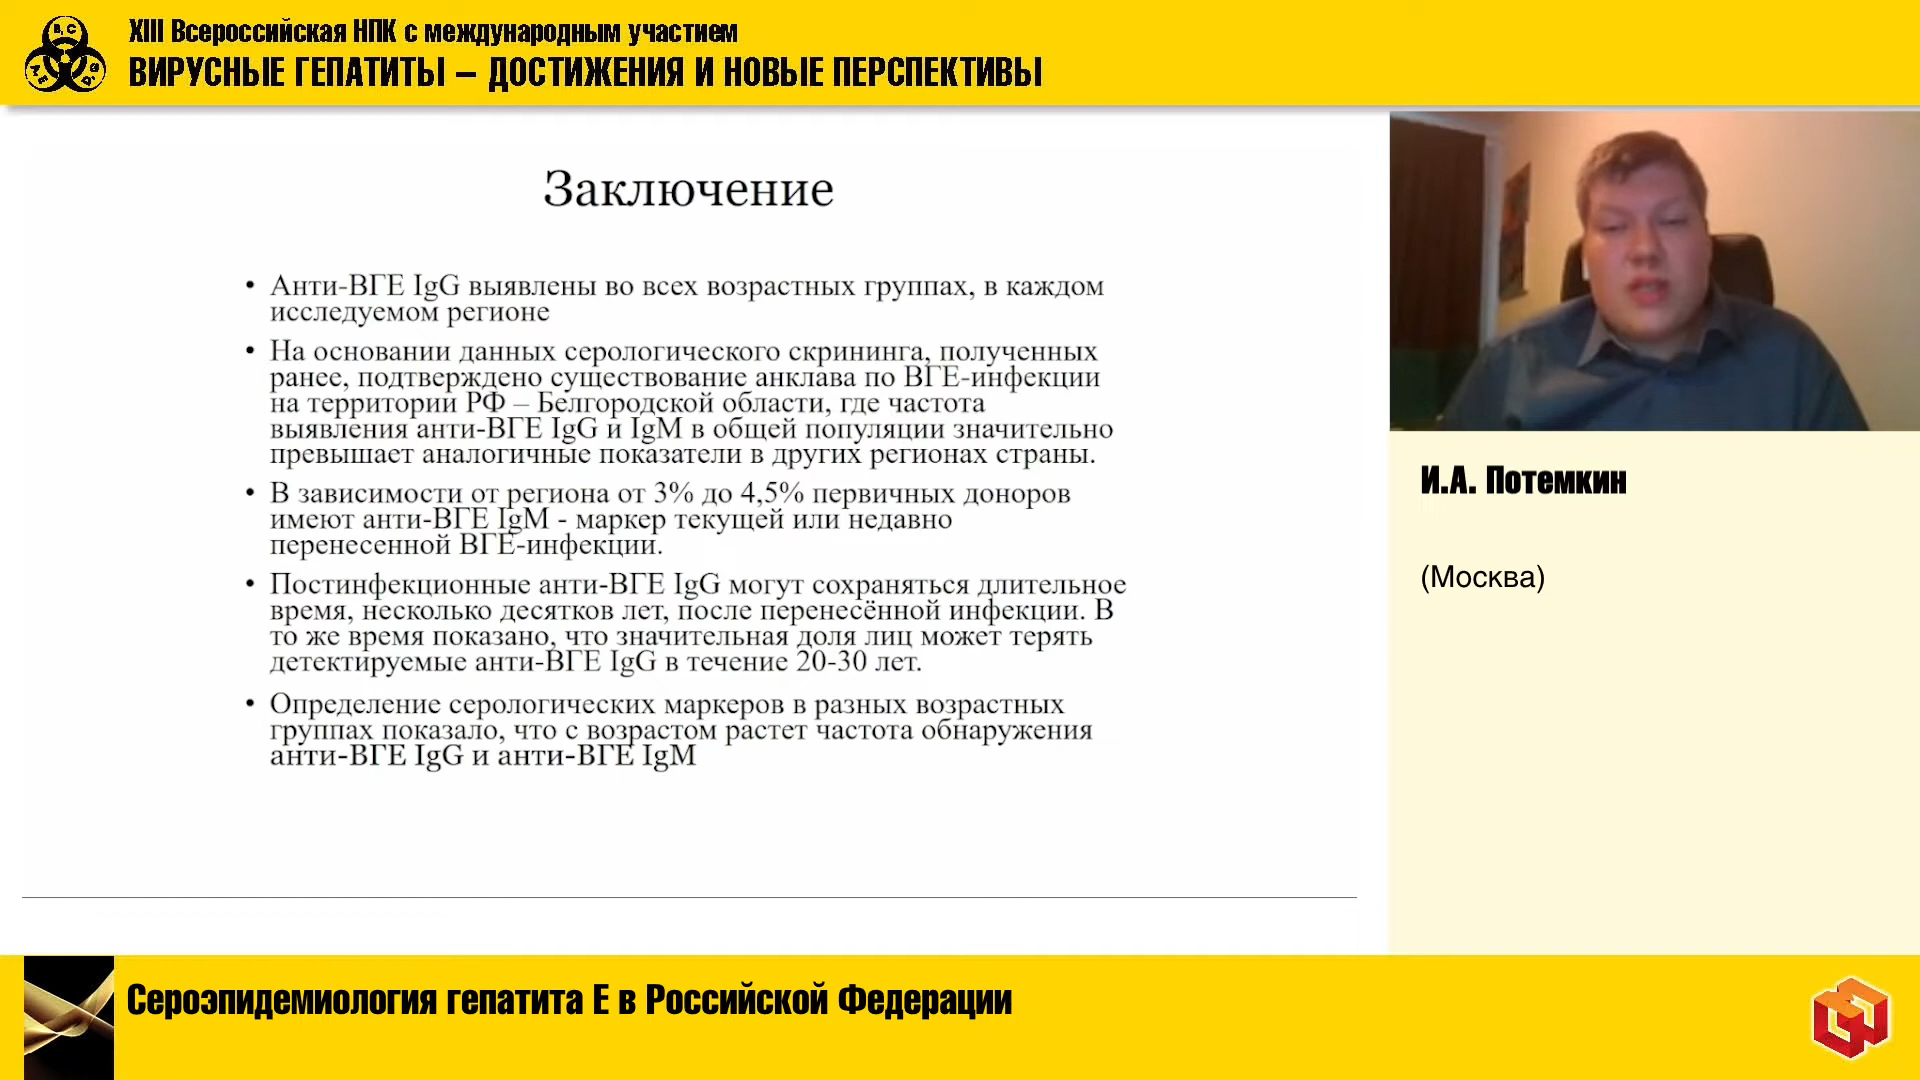 XIII Всероссийская НПК с международным участием
ВИРУСНЫЕ ГЕПАТИТЫ – ДОСТИЖЕНИЯ И НОВЫЕ ПЕРСПЕКТИВЫ
B, C
Заключение
• Анти-ВГЕ IgG выявлены во всех возрастных группах, в каждом
исследуемом регионе
• На основании данных серологического скрининга, полученных
ранее, подтверждено существование анклава по ВГЕ-инфекции
на территории РФ – Белгородской области, где частота
выявления анти-ВГЕ IgG и IgM в общей популяции значительно
превышает аналогичные показатели в других регионах страны.
• В зависимости от региона от 3% до 4,5% первичных доноров
имеют анти-ВГЕ IgM - маркер текущей или недавно
перенесенной ВГЕ-инфекции.
• Постинфекционные анти-ВГЕ IgG могут сохраняться длительное
время, несколько десятков лет, после перенесённой инфекции. В
то же время показано, что значительная доля лиц может терять
детектируемые анти-ВГЕ IgG в течение 20-30 лет.
• Определение серологических маркеров в разных возрастных
группах показало, что с возрастом растет частота обнаружения
анти-ВГЕ IgG и анти-ВГЕ IgM
И.А. Потемкин
(Москва)
Сероэпидемиология гепатита Е в Российской Федерации